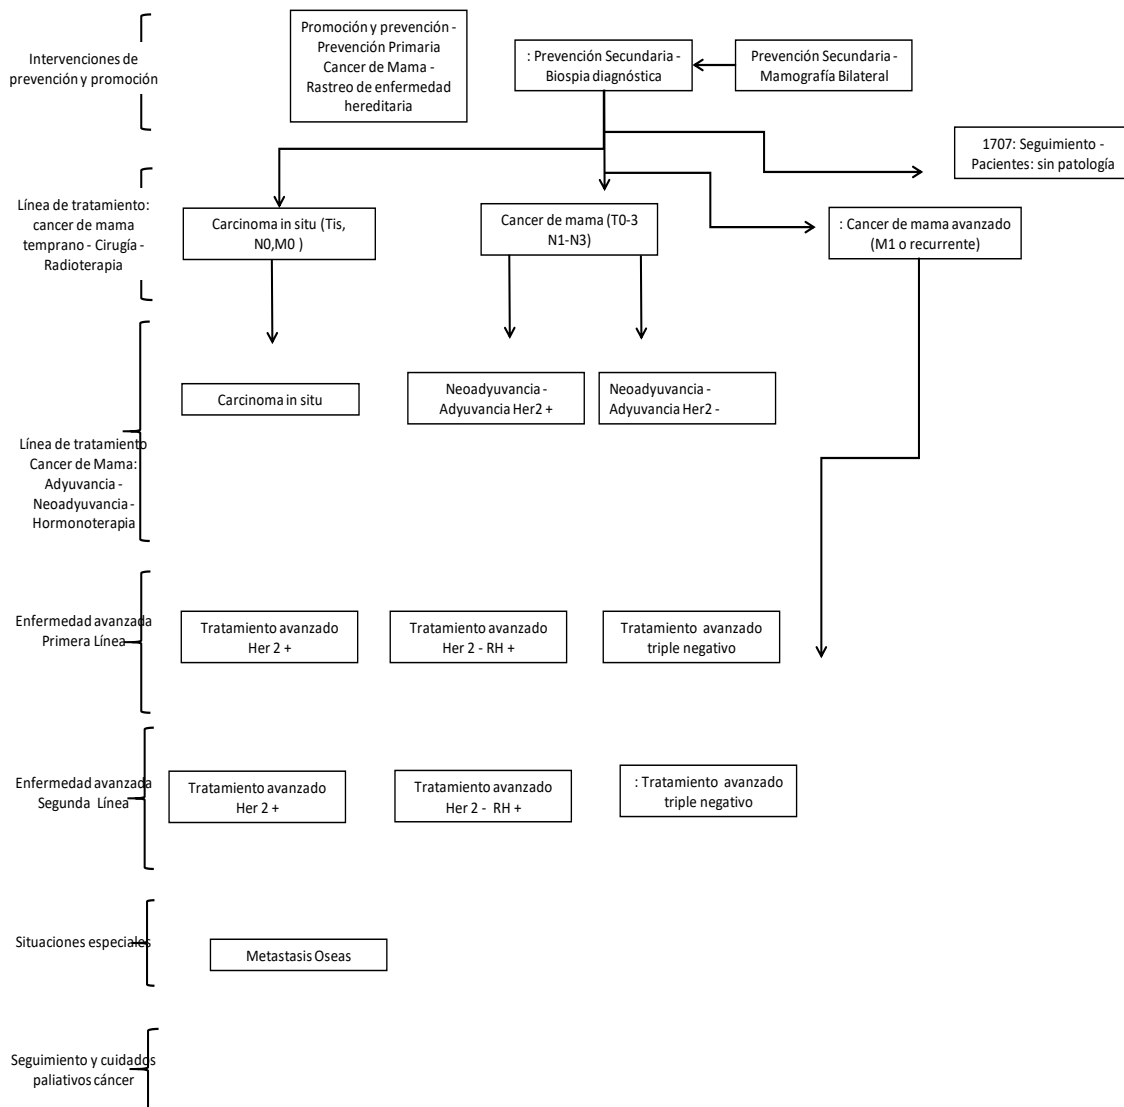 Intervenciones de
prevención y promoción
Promoción y prevención -
Prevención Primaria
Cancer de Mama -
Rastreo de enfermedad
hereditaria
: Prevención Secundaria -
Biospia diagnóstica
Prevención Secundaria -
Mamografía Bilateral
1707: Seguimiento -
Pacientes: sin patología
Línea de tratamiento:
cancer de mama
temprano - Cirugía -
Radioterapia
Carcinoma in situ (Tis,
N0,M0 )
Cancer de mama (T0-3
N1-N3)
: Cancer de mama avanzado
(M1 o recurrente)
Línea de tratamiento
Cancer de Mama:
Adyuvancia -
Neoadyuvancia -
Hormonoterapia
Carcinoma in situ
Neoadyuvancia -
Adyuvancia Her2 +
Neoadyuvancia -
Adyuvancia Her2 -
Enfermedad avanzada
Primera Línea
Tratamiento avanzado
Her 2 +
Tratamiento avanzado
Her 2 - RH +
Tratamiento avanzado
triple negativo
Enfermedad avanzada
Segunda Línea
Tratamiento avanzado
Her 2 +
Tratamiento avanzado
Her 2 - RH +
: Tratamiento avanzado
triple negativo
Situaciones especiales
Metastasis Oseas
Seguimiento y cuidados
paliativos cáncer